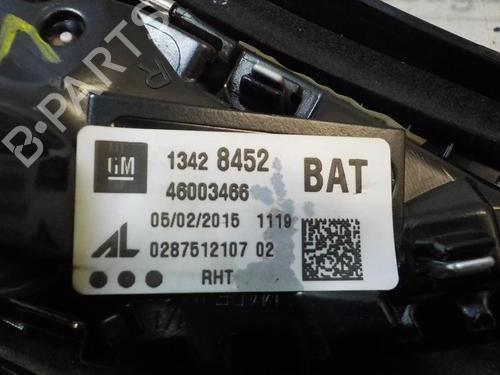 B-PARTS
R
GM
1342 8452
BAT
46003466
05/02/2015 1119
AL 0287512107 02
RHT